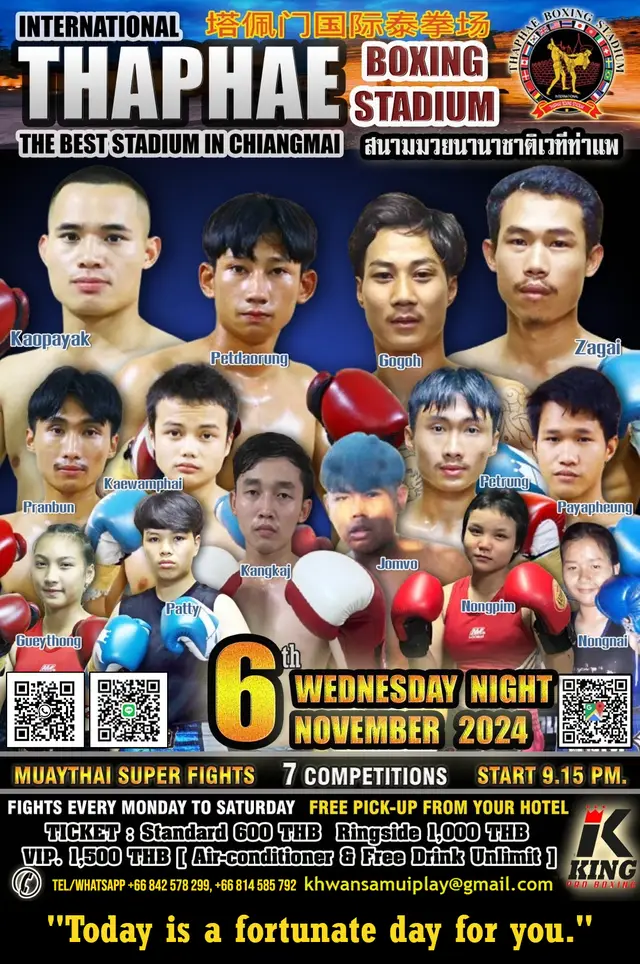 INTERNATIONAL
塔佩门国际泰拳场
THAPHAE
BOXING
STADIUM
THAPHAE BOXING STADIUM
THE BEST STADIUM IN CHIANGMAI
สนามมวยนานาชาติเวทีท่าแพ
Kaopayak
Petdaorung
Gogoh
Zagai
Pranbun
Kaewamphai
Petrung
Payapheung
Kangkaj
Jomvo
Gueythong
Patty
Nongpim
Nongnai
6th
WEDNESDAY NIGHT
NOVEMBER 2024
MUAYTHAI SUPER FIGHTS 7 COMPETITIONS START 9.15 PM.
FIGHTS EVERY MONDAY TO SATURDAY FREE PICK-UP FROM YOUR HOTEL
TICKET : Standard 600 THB Ringside 1,000 THB
VIP. 1,500 THB [ Air-conditioner & Free Drink Unlimit ]
TEL/WHATSAPP +66 842 578 299, +66 814 585 792 khwansamuiplay@gmail.com
K
KING
PRO BOXING
"Today is a fortunate day for you."